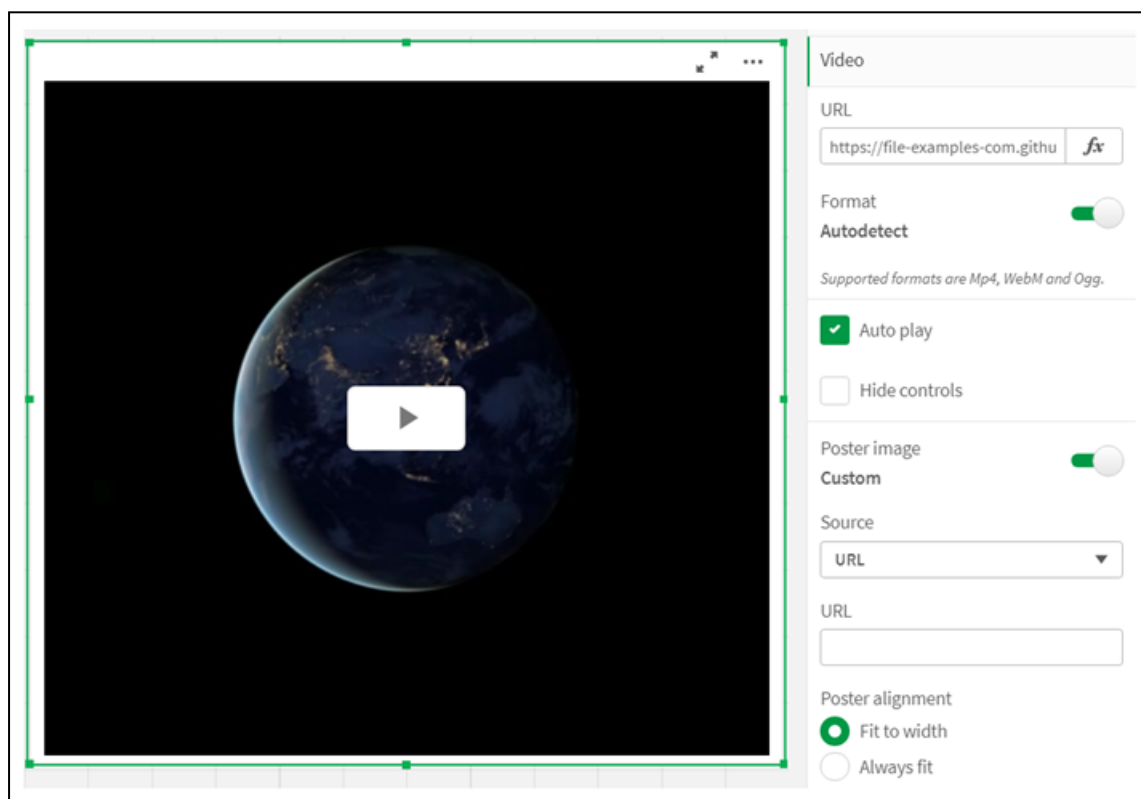 Video
URL
https://file-examples-com.githu
fx
Format
Autodetect
Supported formats are Mp4, WebM and Ogg.
Auto play
Hide controls
Poster image
Custom
Source
URL
URL
Poster alignment
Fit to width
Always fit